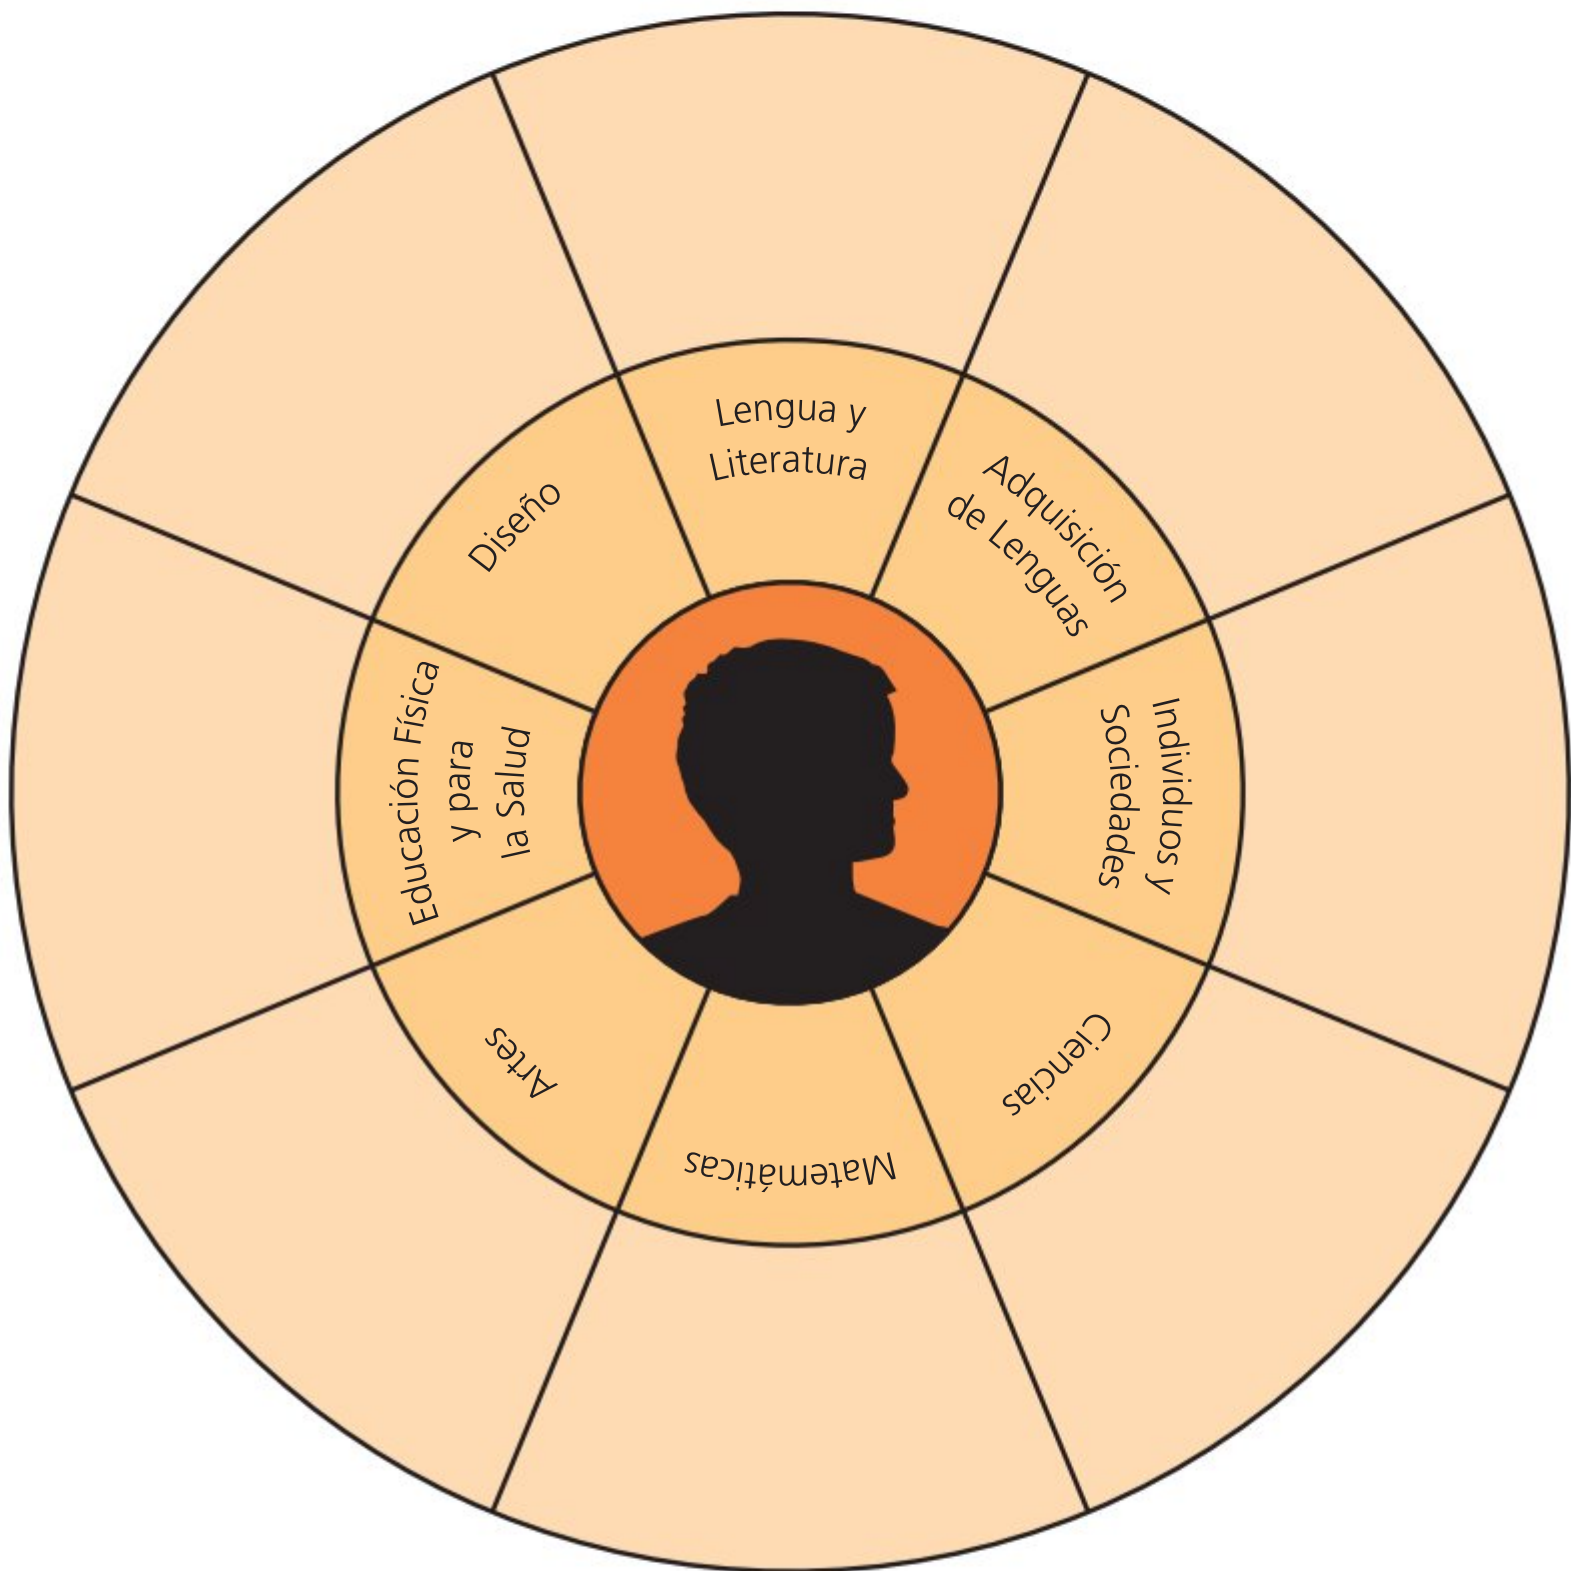 Lengua y
Literatura
Adquisición
de Lenguas
Individuos y
Sociedades
Ciencias
Matemáticas
Artes
Educación Física
y para
la Salud
Diseño